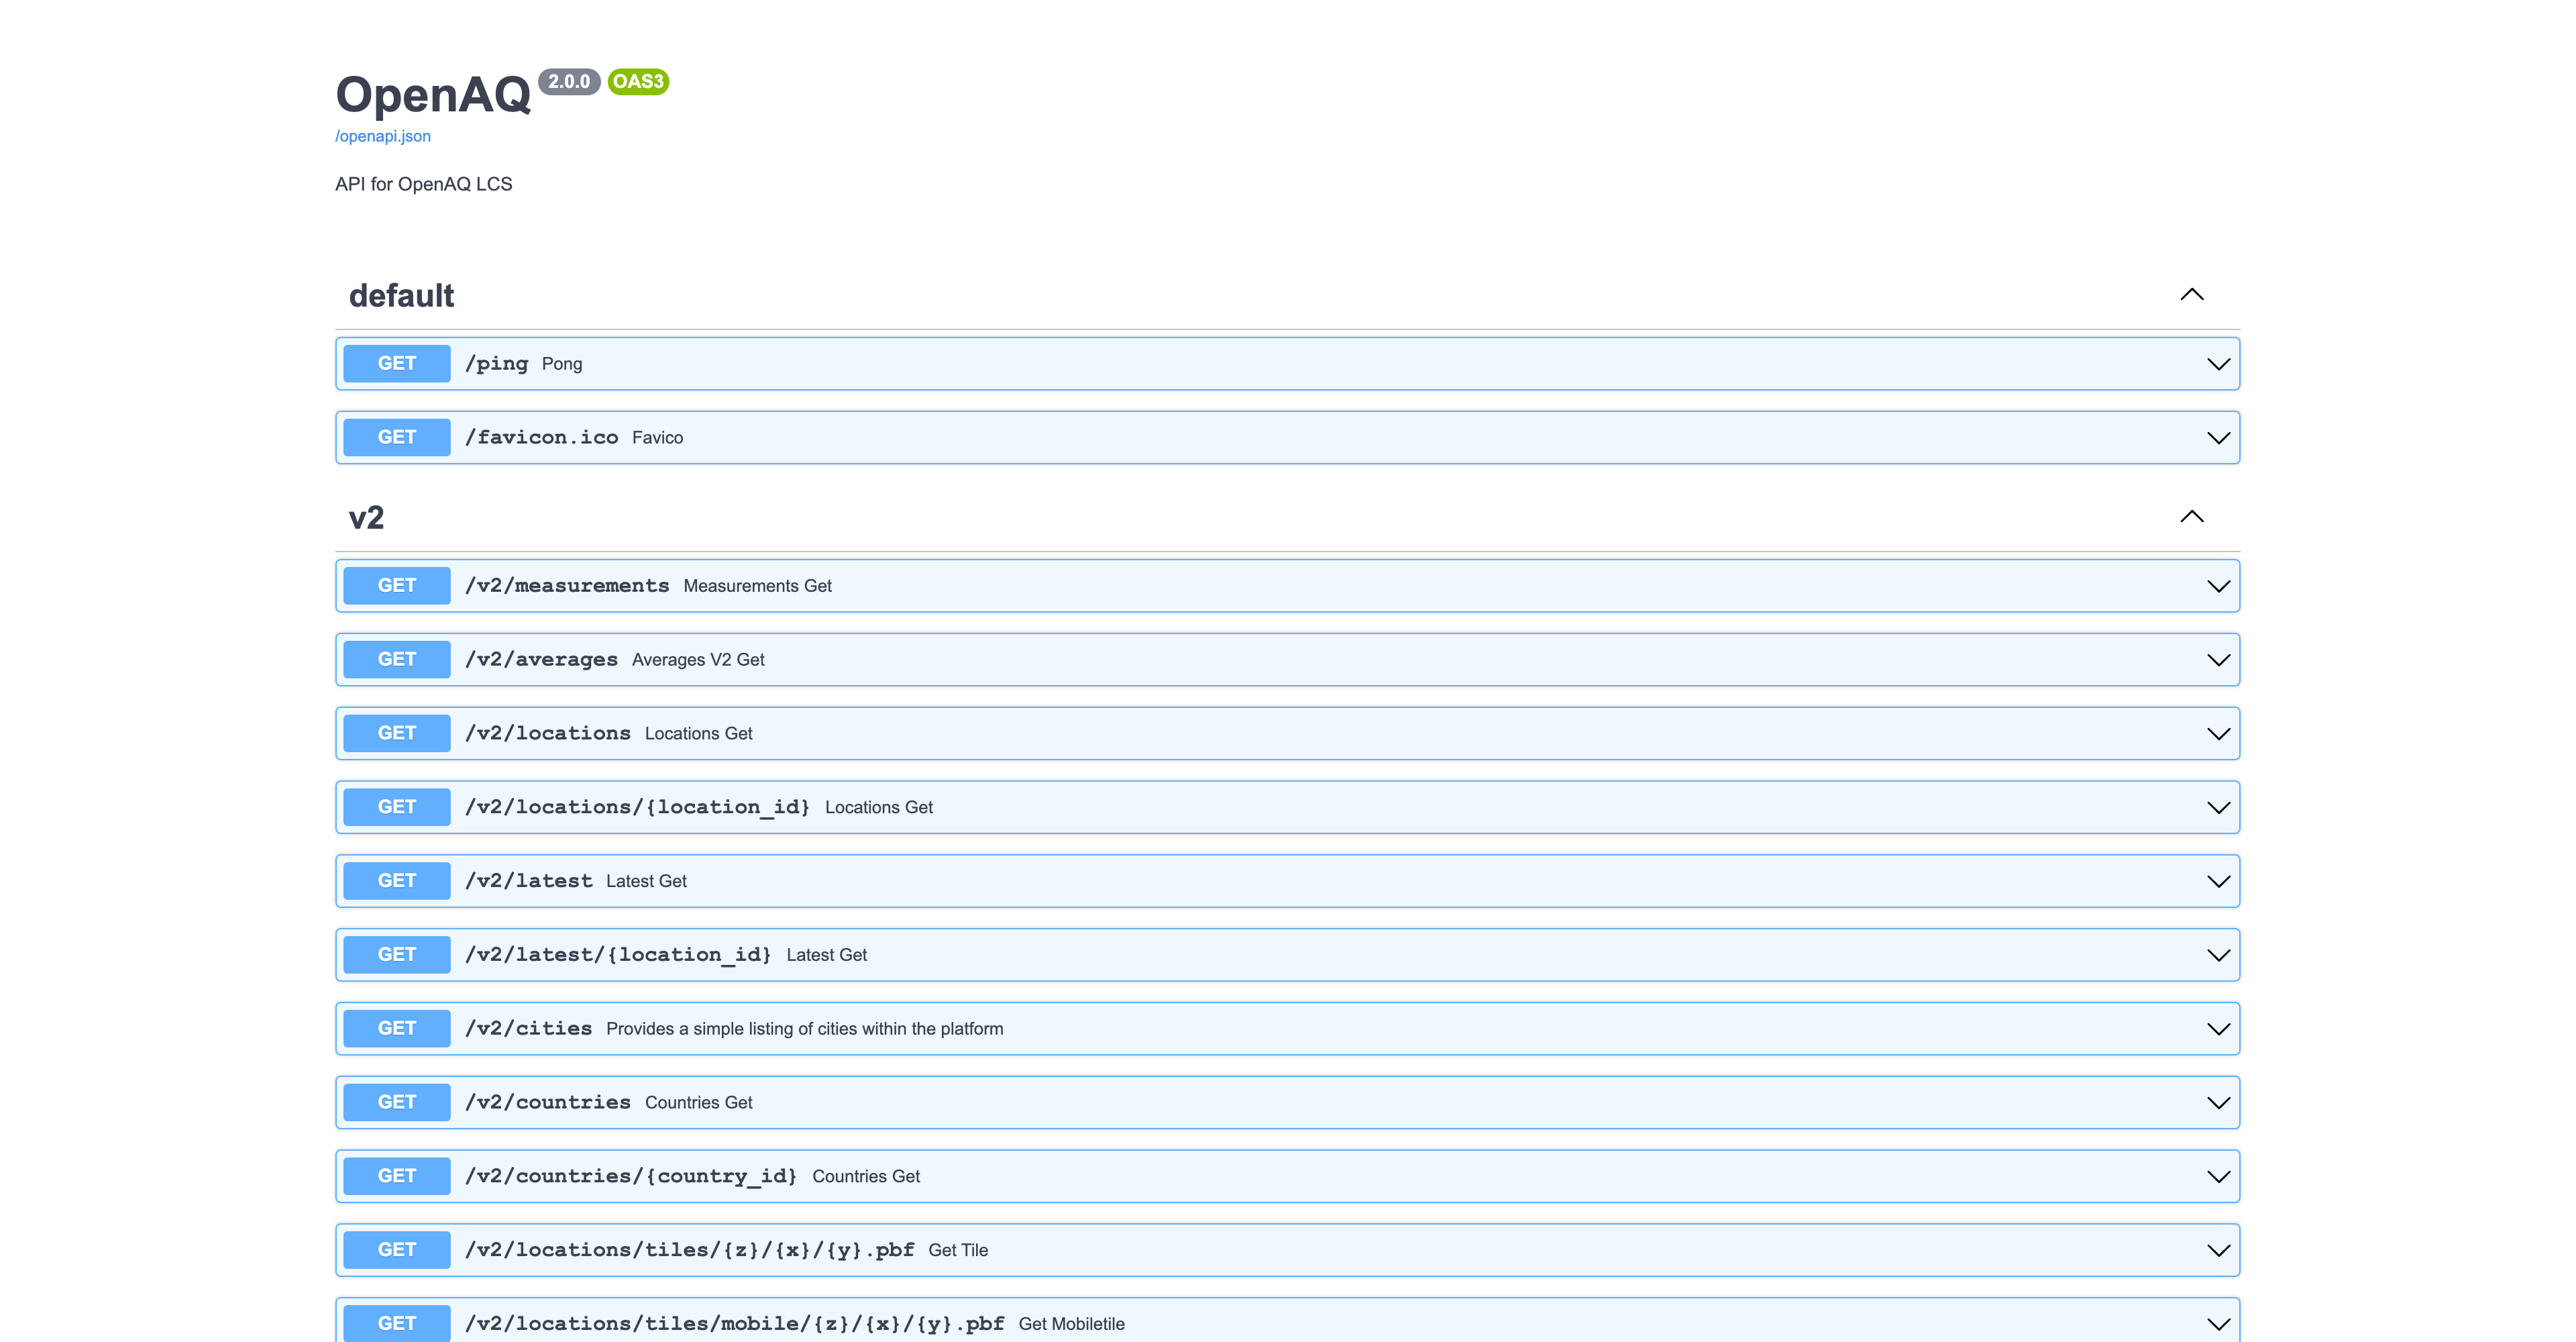 OpenAQ 2.0.0 OAS3
/openapi.json
API for OpenAQ LCS
default
GET /ping Pong
GET /favicon.ico Favico
v2
GET /v2/measurements Measurements Get
GET /v2/averages Averages V2 Get
GET /v2/locations Locations Get
GET /v2/locations/{location_id} Locations Get
GET /v2/latest Latest Get
GET /v2/latest/{location_id} Latest Get
GET /v2/cities Provides a simple listing of cities within the platform
GET /v2/countries Countries Get
GET /v2/countries/{country_id} Countries Get
GET /v2/locations/tiles/{z}/{x}/{y}.pbf Get Tile
GET /v2/locations/tiles/mobile/{z}/{x}/{y}.pbf Get Mobiletile